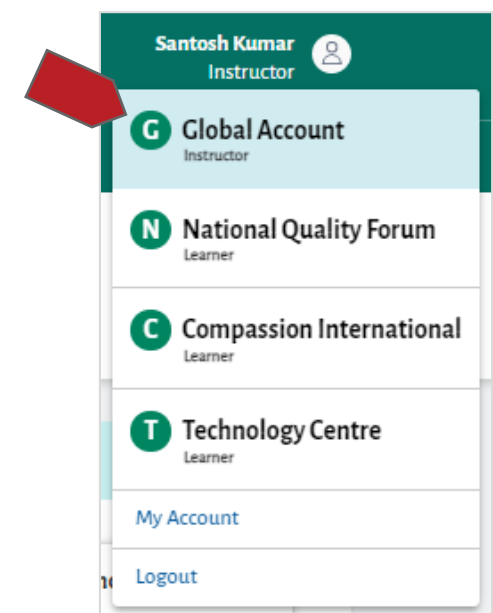 Santosh Kumar
Instructor
G Global Account
Instructor
N National Quality Forum
Learner
C Compassion International
Learner
T Technology Centre
Learner
My Account
Logout